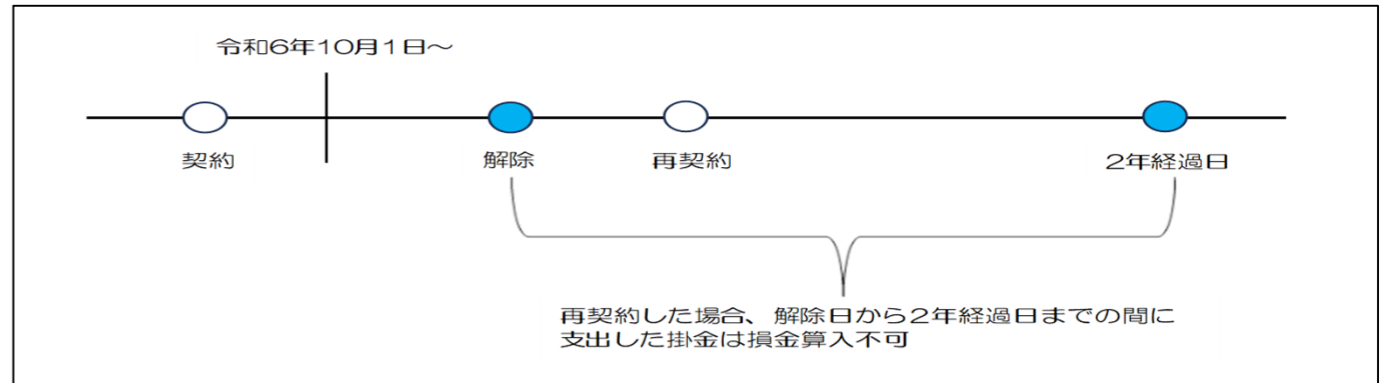 令和6年10月1日～
契約
解除
再契約
2年経過日
再契約した場合、解除日から2年経過日までの間に
支出した掛金は損金算入不可